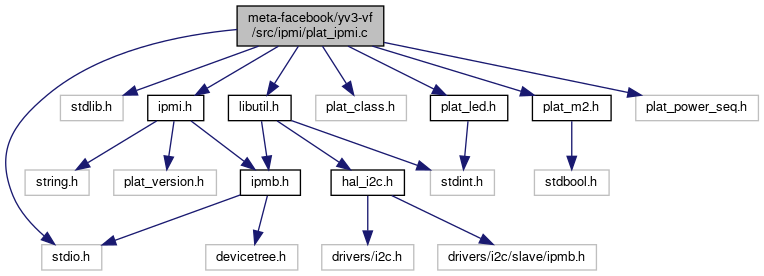 meta-facebook/yv3-vf
/src/ipmi/plat_ipmi.c
stdlib.h
ipmi.h
libutil.h
plat_class.h
plat_led.h
plat_m2.h
plat_power_seq.h
string.h
plat_version.h
ipmb.h
hal_i2c.h
stdint.h
stdbool.h
stdio.h
devicetree.h
drivers/i2c.h
drivers/i2c/slave/ipmb.h